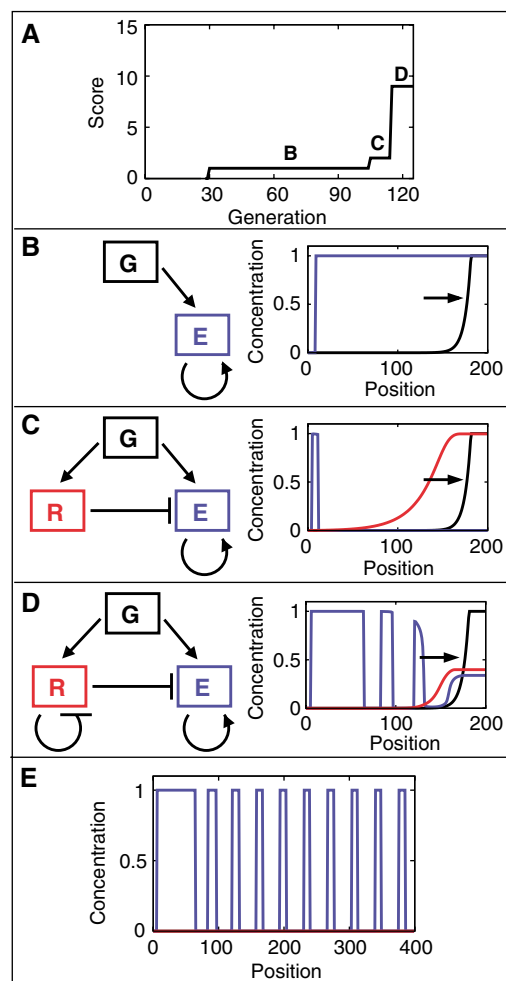 A
15
10
5
0
Score
B
C
D
0 30 60 90 120
Generation
B
G
E
Concentration
1
0.5
0
0 100 200
Position
C
G
R
E
Concentration
1
0.5
0
0 100 200
Position
D
G
R
E
Concentration
1
0.5
0
0 100 200
Position
E
Concentration
1
0.5
0
0 100 200 300 400
Position